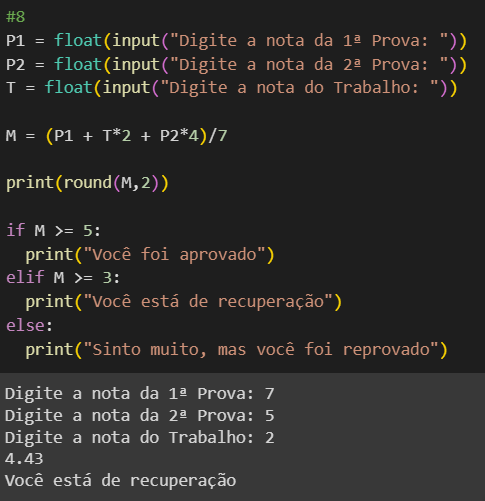 #8
P1 = float(input("Digite a nota da 1ª Prova: "))
P2 = float(input("Digite a nota da 2ª Prova: "))
T = float(input("Digite a nota do Trabalho: "))
M = (P1 + T*2 + P2*4)/7
print(round(M,2))
if M >= 5:
  print("Você foi aprovado")
elif M >= 3:
  print("Você está de recuperação")
else:
  print("Sinto muito, mas você foi reprovado")
Digite a nota da 1ª Prova: 7
Digite a nota da 2ª Prova: 5
Digite a nota do Trabalho: 2
4.43
Você está de recuperação